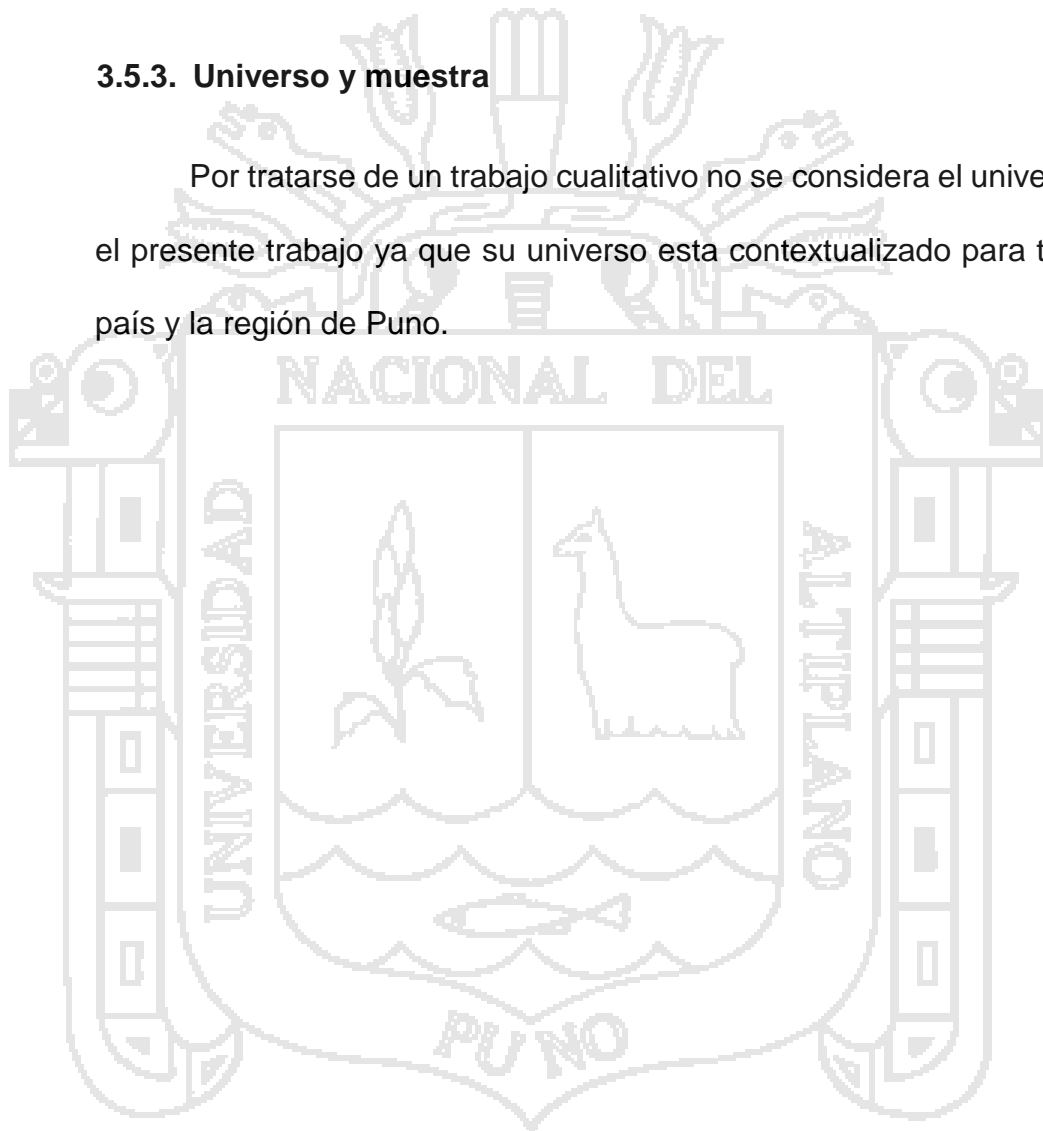 3.5.3. Universo y muestra
Por tratarse de un trabajo cualitativo no se considera el
el presente trabajo ya que su universo esta contextualizado para
país y la región de Puno.
NACIONAL DEL
UNIVERSIDAD
ALTIPLANO
PUNO